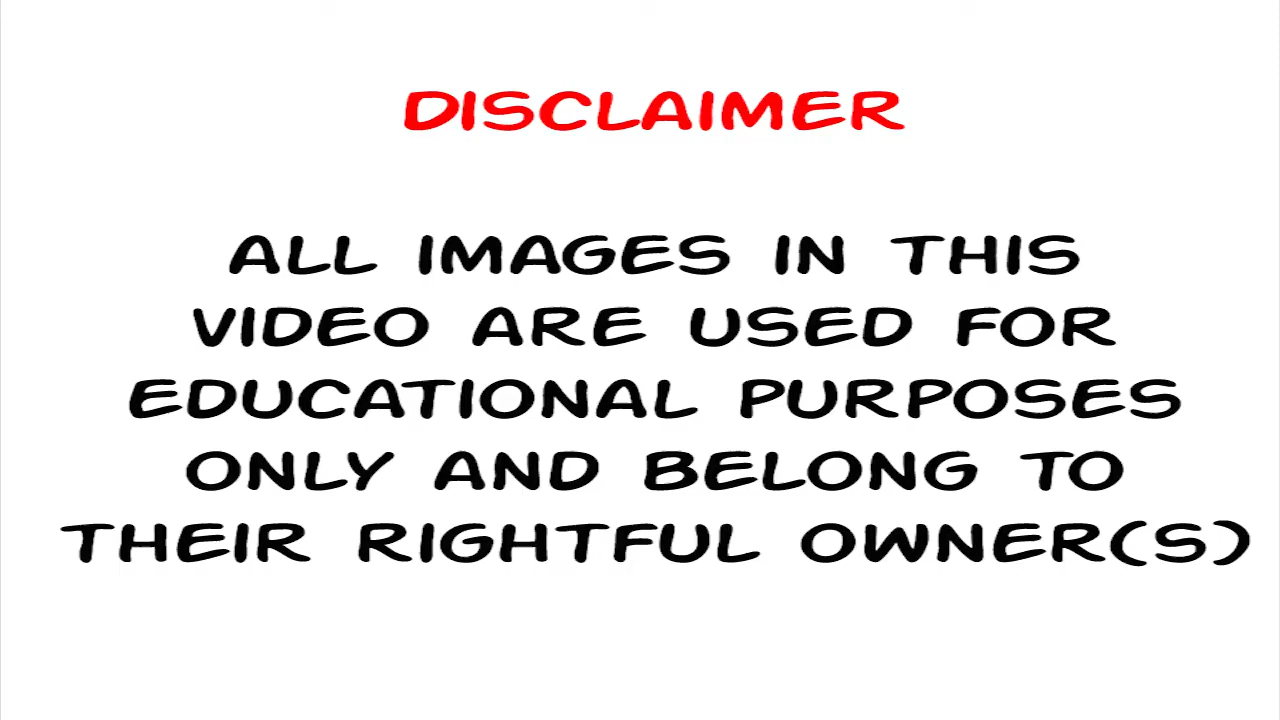 DISCLAIMER
ALL IMAGES IN THIS
VIDEO ARE USED FOR
EDUCATIONAL PURPOSES
ONLY AND BELONG TO
THEIR RIGHTFUL OWNER(S)